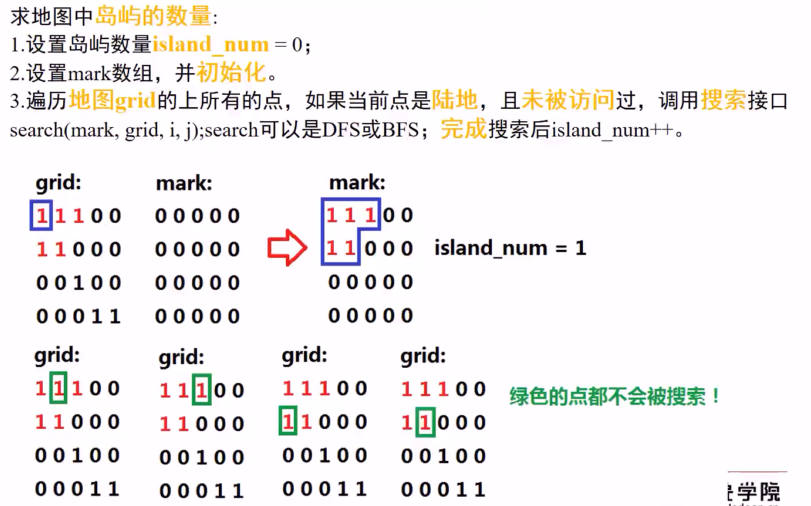 求地图中岛屿的数量:
1.设置岛屿数量island_num = 0；
2.设置mark数组，并初始化。
3.遍历地图grid的上所有的点，如果当前点是陆地，且未被访问过，调用搜索接口
search(mark, grid, i, j);search可以是DFS或BFS；完成搜索后island_num++。
grid: mark: mark:
1 1 1 0 0 0 0 0 0 0 1 1 1 0 0
1 1 0 0 0 0 0 0 0 0 1 1 0 0 0 island_num = 1
0 0 1 0 0 0 0 0 0 0 0 0 0 0 0
0 0 0 1 1 0 0 0 0 0 0 0 0 0 0
grid: grid: grid: grid:
1 1 1 0 0 1 1 1 0 0 1 1 1 0 0 1 1 1 0 0 绿色的点都不会被搜索！
1 1 0 0 0 1 1 0 0 0 1 1 0 0 0 1 1 0 0 0
0 0 1 0 0 0 0 1 0 0 0 0 1 0 0 0 0 1 0 0
0 0 0 1 1 0 0 0 1 1 0 0 0 1 1 0 0 0 1 1
学院